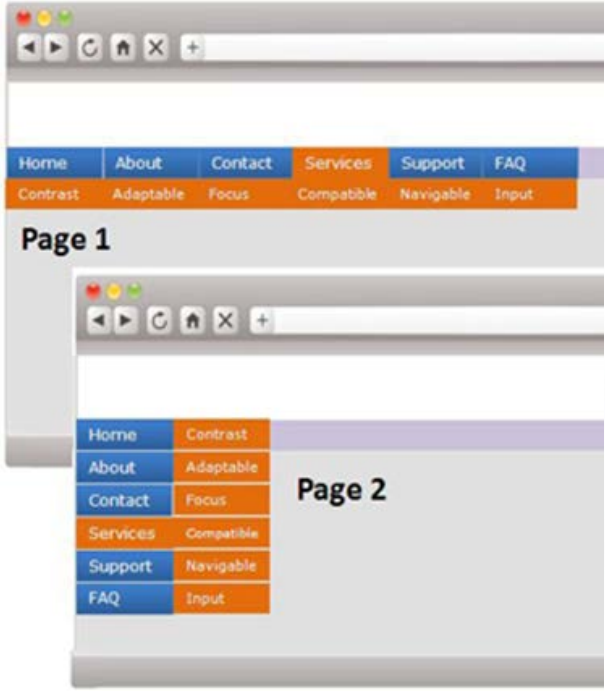 Home About Contact Services Support FAQ
Contrast Adaptable Focus Compatible Navigable Input
Page 1
Home Contrast
About Adaptable
Contact Focus
Services Compatible
Support Navigable
FAQ Input
Page 2